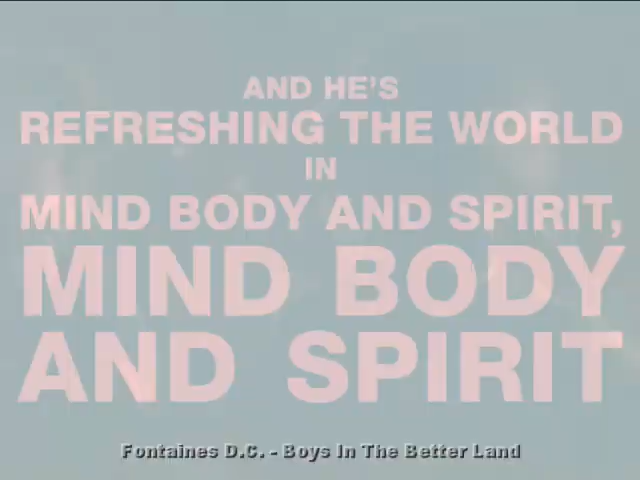 AND HE'S
REFRESHING THE WORLD
IN
MIND BODY AND SPIRIT,
MIND BODY
AND SPIRIT
Fontaines D.C. - Boys In The Better Land